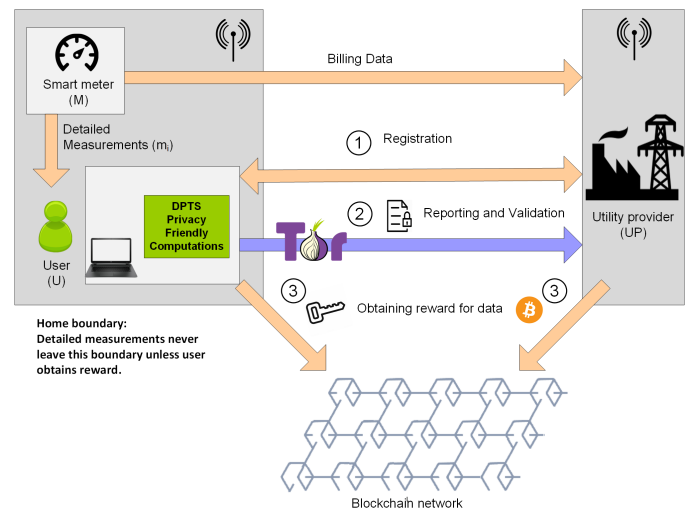 Smart meter
(M)
Billing Data
Detailed
Measurements (mi)
1
Registration
DPTS
Privacy
Friendly
Computations
2
Reporting and Validation
Tor
User
(U)
Utility provider
(UP)
3
Obtaining reward for data
3
Home boundary:
Detailed measurements never
leave this boundary unless user
obtains reward.
Blockchain network